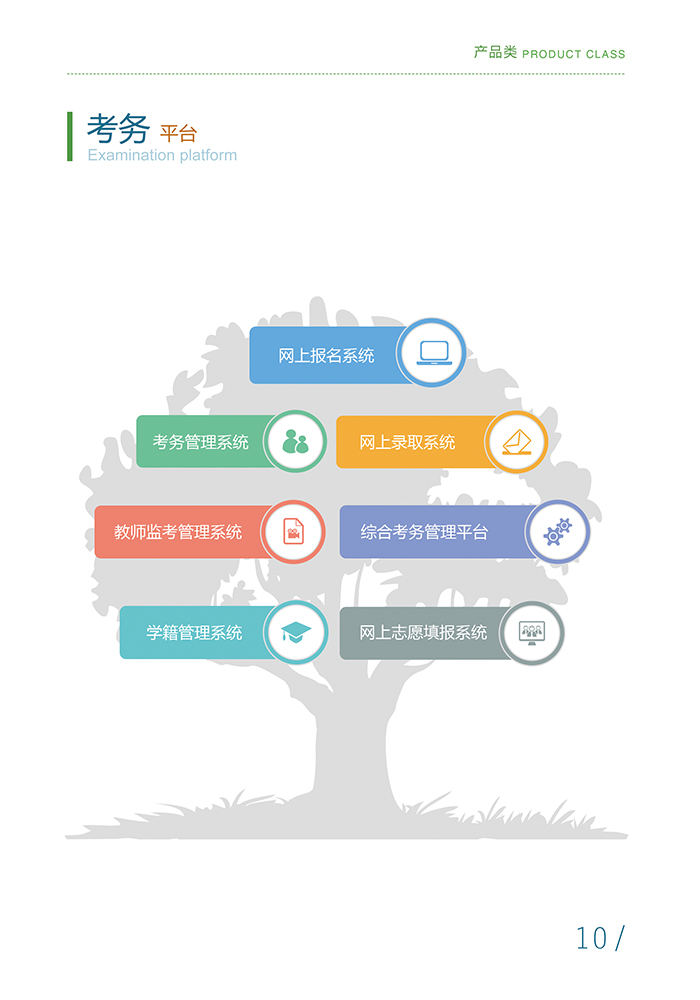 产品类 PRODUCT CLASS
考务 平台
Examination platform
网上报名系统
考务管理系统
网上录取系统
教师监考管理系统
综合考务管理平台
学籍管理系统
网上志愿填报系统
10 /